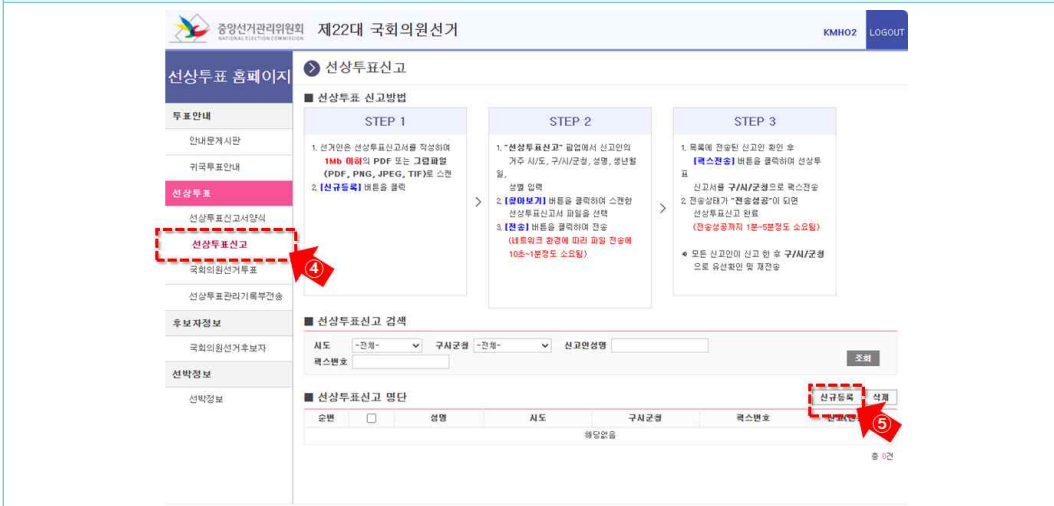 중앙선거관리위원회
NATIONAL ELECTION COMMISSION
제22대 국회의원선거
KMH02
LOGOUT
선상투표 홈페이지
투표안내
안내문게시판
귀국투표안내
선상투표
선상투표신고서양식
선상투표신고
④
국회의원선거투표
선상투표관리기록부전송
후보자정보
국회의원선거후보자
선박정보
선박정보
선상투표신고
■ 선상투표 신고방법
STEP 1
1. 선거인은 선상투표신고서를 작성하여
1Mb 이하의 PDF 또는 그림파일
(PDF, PNG, JPEG, TIF)로 스캔
2. [신규등록] 버튼을 클릭
>
STEP 2
1. "선상투표신고" 팝업에서 신고인의
거주 시/도, 구/시/군청, 성명, 생년월
일,
성별 입력
2. [찾아보기] 버튼을 클릭하여 스캔한
선상투표신고서 파일을 선택
3. [전송] 버튼을 클릭하여 전송
(네트워크 환경에 따라 파일 전송에
10초~1분정도 소요됨)
>
STEP 3
1. 목록에 전송된 신고인 확인 후
[팩스전송] 버튼을 클릭하여 선상투
표
신고서를 구/시/군청으로 팩스전송
2. 전송상태가 "전송성공"이 되면
선상투표신고 완료
(전송성공까지 1분~5분정도 소요됨)
※ 모든 신고인이 신고 한 후 구/시/군청
으로 유선확인 및 재전송
■ 선상투표신고 검색
시도 -전체- 구시군청 -전체- 신고인성명
팩스번호
조회
■ 선상투표신고 명단
신규등록 삭제
순번 성명 시도 구시군청 팩스번호
⑤
해당없음
총 0건